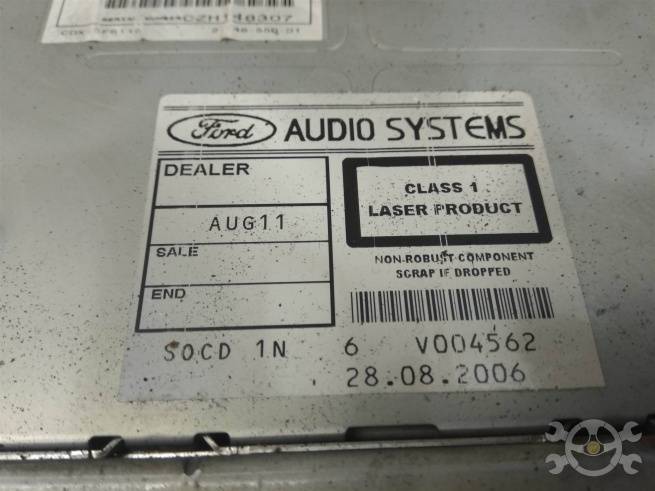 CZH148307
Ford AUDIO SYSTEMS
DEALER
AUG11
SALE
END
CLASS 1
LASER PRODUCT
NON-ROBUST COMPONENT
SCRAP IF DROPPED
SOCD 1N 6 V004562
28.08.2006